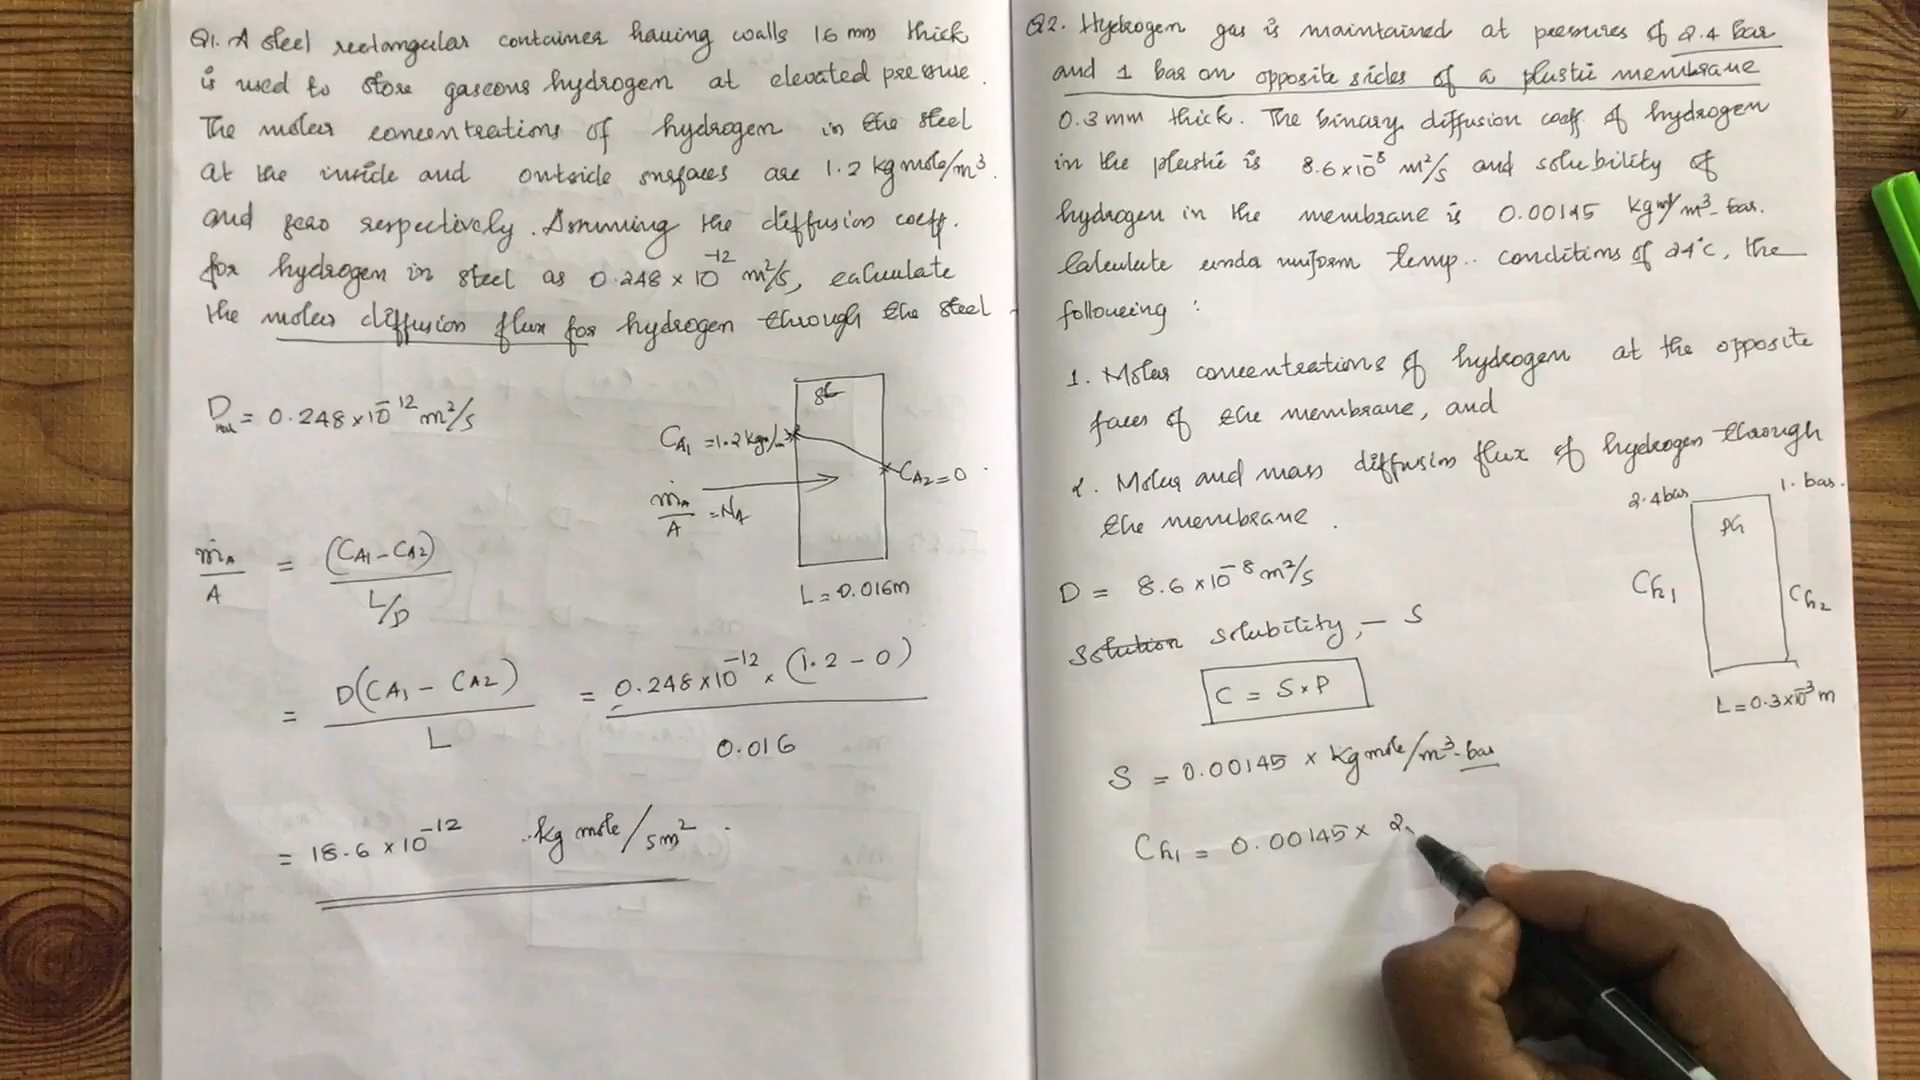 Q1. A steel rectangular container having walls 16 mm thick
is used to store gaseous hydrogen at elevated pressure.
The molar concentrations of hydrogen in the steel
at the inside and outside surfaces are 1.2 kg mole/m³.
and zero respectively. Assuming the diffusion coeff.
for hydrogen in steel as 0.248 × 10⁻¹² m²/s, calculate
the molar diffusion flux for hydrogen through the steel
D = 0.248×10⁻¹² m²/s
CA1 = 1.2 kgm/m³
CA2 = 0
ṁA/A = NA
L = 0.016m
ṁA/A = (CA1 - CA2) / L/D
= D(CA1 - CA2) / L = 0.248×10⁻¹² × (1.2 - 0) / 0.016
= 18.6 × 10⁻¹² kg mole/sm²
Q2. Hydrogen gas is maintained at pressures of 2.4 bar
and 1 bar on opposite sides of a plastic membrane
0.3 mm thick. The binary diffusion coeff. of hydrogen
in the plastic is 8.6×10⁻⁸ m²/s and solubility of
hydrogen in the membrane is 0.00145 /m³-bar.
Calculate under uniform temp.. conditions of 24°C, the
following :
1. Molar concentrations of hydrogen at the opposite
faces of the membrane, and
2. Molar and mass diffusion flux of hydrogen through
the membrane.
2.4 bar
1. bar.
Ch1
Ch2
L = 0.3×10⁻³ m
D = 8.6×10⁻⁸ m²/s
Solution solubility, - S
C = S×P
S = 0.00145 × kg mole/m³-bar
Ch1 = 0.00145 × 2.